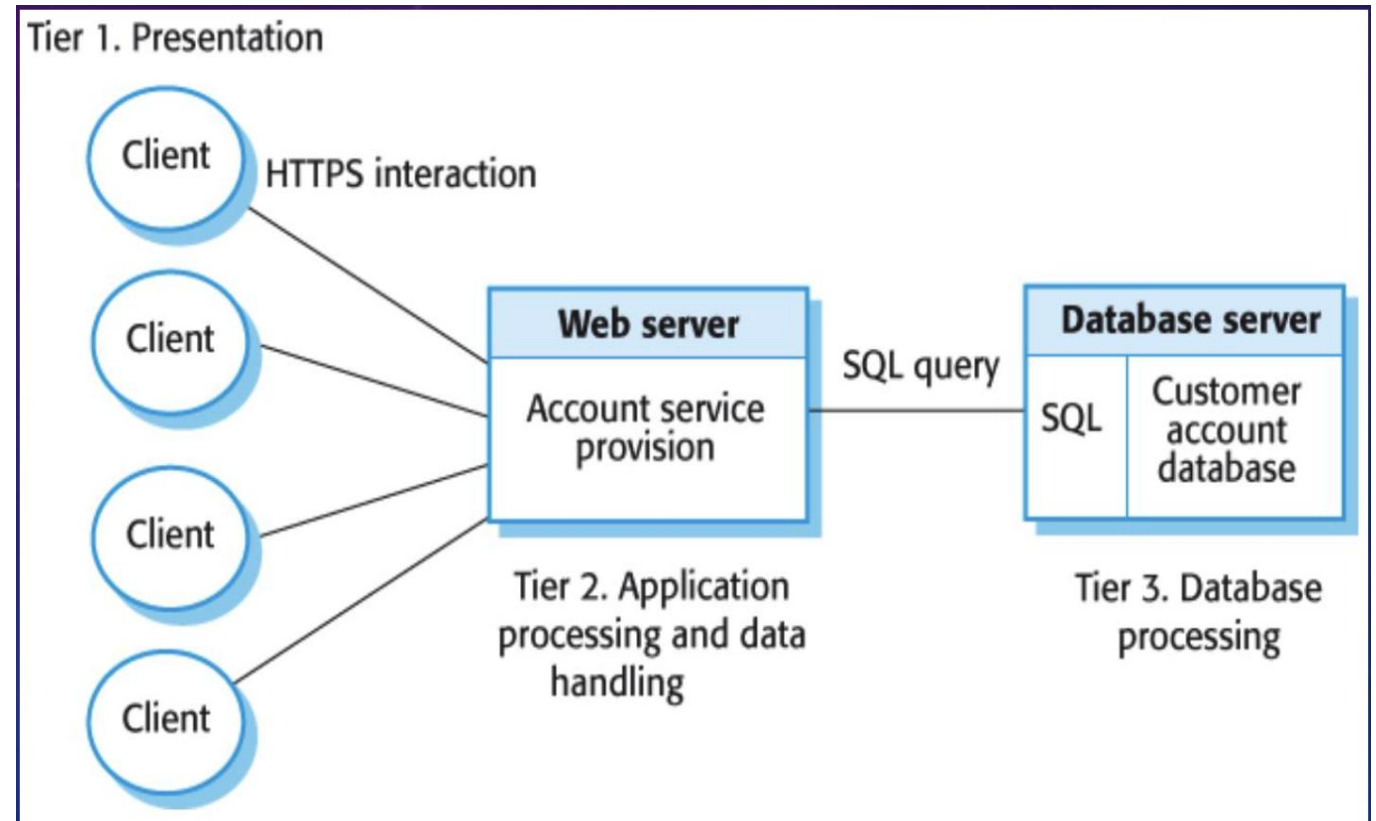 Tier 1. Presentation
Client
HTTPS interaction
Client
Client
Client
Web server
Account service
provision
Tier 2. Application
processing and data
handling
SQL query
Database server
SQL
Customer
account
database
Tier 3. Database
processing